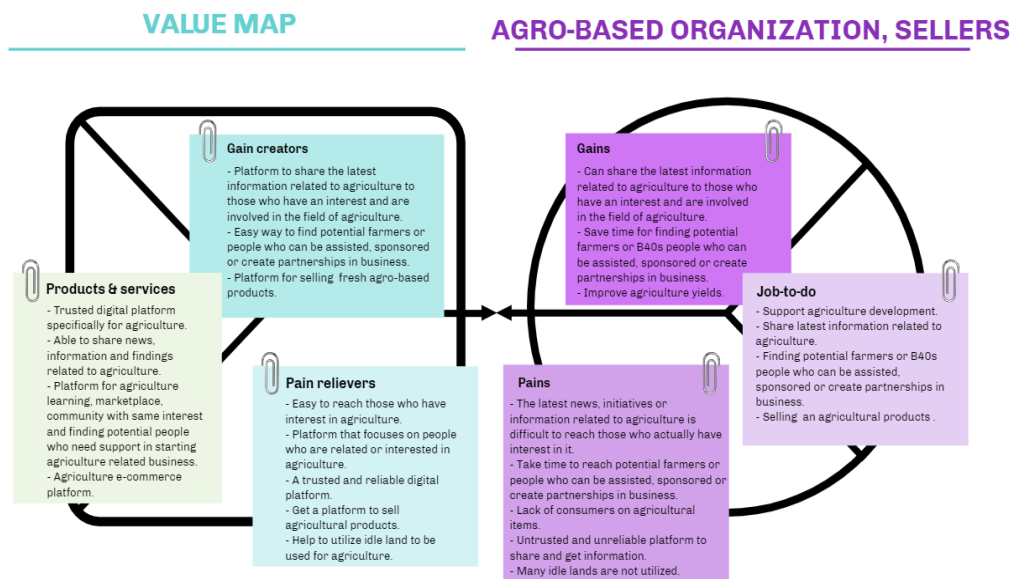 VALUE MAP
AGRO-BASED ORGANIZATION, SELLERS
Gain creators
- Platform to share the latest
information related to agriculture to
those who have an interest and are
involved in the field of agriculture.
- Easy way to find potential farmers or
people who can be assisted, sponsored
or create partnerships in business.
- Platform for selling fresh agro-based
products.
Products & services
- Trusted digital platform
specifically for agriculture.
- Able to share news,
information and findings
related to agriculture.
- Platform for agriculture
learning, marketplace,
community with same interest
and finding potential people
who need support in starting
agriculture related business.
- Agriculture e-commerce
platform.
Pain relievers
- Easy to reach those who have
interest in agriculture.
- Platform that focuses on people
who are related or interested in
agriculture.
- A trusted and reliable digital
platform.
- Get a platform to sell
agricultural products.
- Help to utilize idle land to be
used for agriculture.
Gains
- Can share the latest information
related to agriculture to those who
have an interest and are involved
in the field of agriculture.
- Save time for finding potential
farmers or B40s people who can
be assisted, sponsored or create
partnerships in business.
- Improve agriculture yields.
Job-to-do
- Support agriculture development.
- Share latest information related to
agriculture.
- Finding potential farmers or B40s
people who can be assisted,
sponsored or create partnerships in
business.
- Selling an agricultural products .
Pains
- The latest news, initiatives or
information related to agriculture is
difficult to reach those who actually have
interest in it.
- Take time to reach potential farmers or
people who can be assisted, sponsored or
create partnerships in business.
- Lack of consumers on agricultural
items.
- Untrusted and unreliable platform to
share and get information.
- Many idle lands are not utilized.